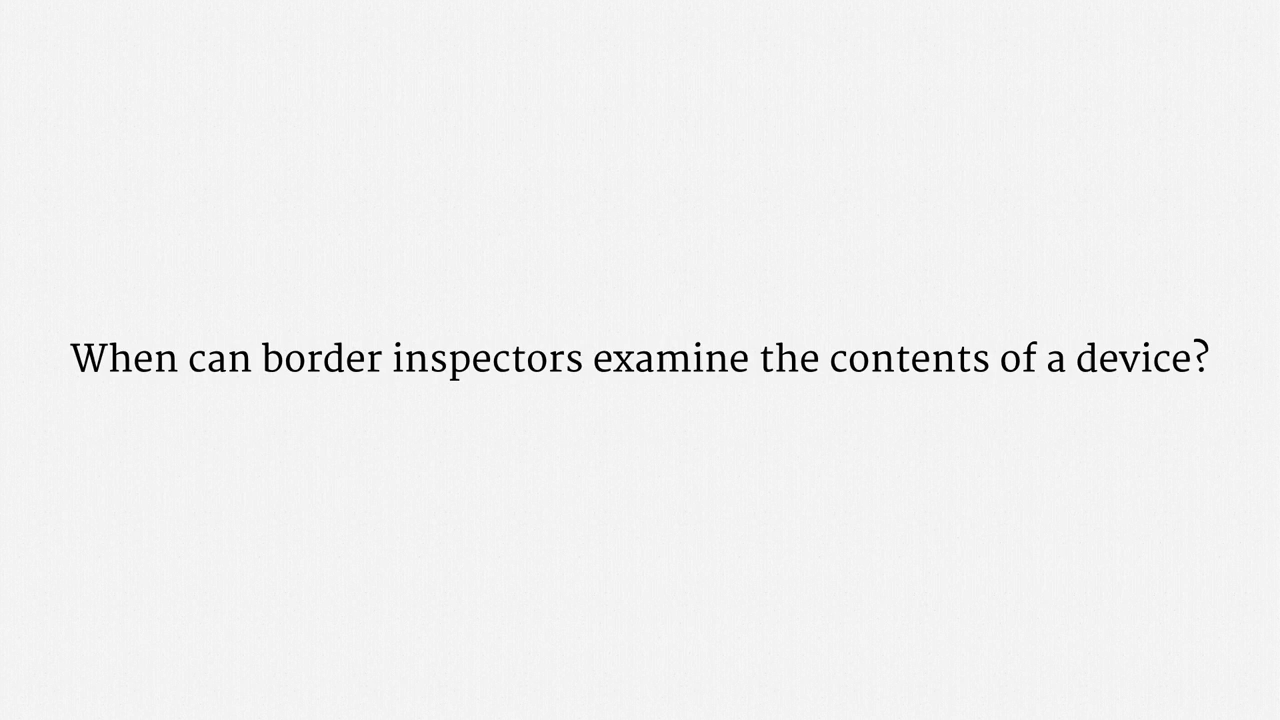 When can border inspectors examine the contents of a device?